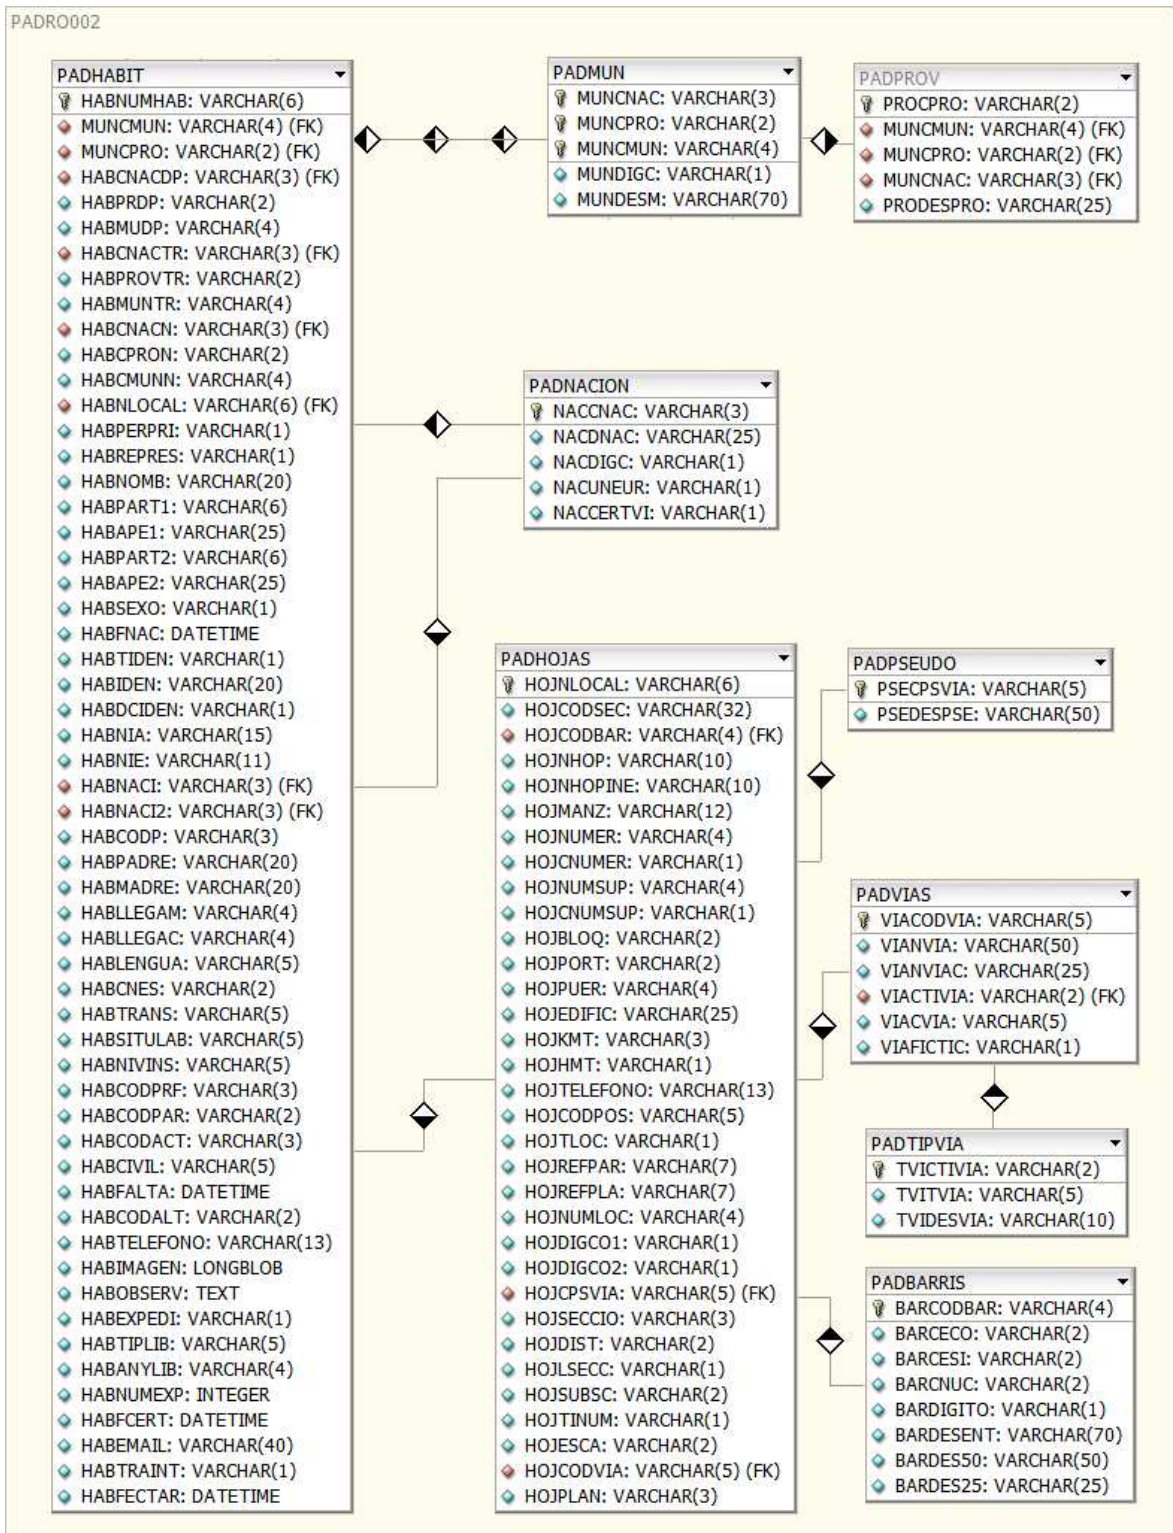 PADRO002
PADHABIT
HABNUMHAB: VARCHAR(6)
MUNCMUN: VARCHAR(4) (FK)
MUNCPRO: VARCHAR(2) (FK)
HABCNACDP: VARCHAR(3) (FK)
HABPRDP: VARCHAR(2)
HABMUDP: VARCHAR(4)
HABCNACTR: VARCHAR(3) (FK)
HABPROVTR: VARCHAR(2)
HABMUNTR: VARCHAR(4)
HABCNACN: VARCHAR(3) (FK)
HABCPRON: VARCHAR(2)
HABCMUNN: VARCHAR(4)
HABNLOCAL: VARCHAR(6) (FK)
HABPERPRI: VARCHAR(1)
HABREPRES: VARCHAR(1)
HABNOMB: VARCHAR(20)
HABPART1: VARCHAR(6)
HABAPE1: VARCHAR(25)
HABPART2: VARCHAR(6)
HABAPE2: VARCHAR(25)
HABSEXO: VARCHAR(1)
HABFNAC: DATETIME
HABTIDEN: VARCHAR(1)
HABIDEN: VARCHAR(20)
HABDCIDEN: VARCHAR(1)
HABNIA: VARCHAR(15)
HABNIE: VARCHAR(11)
HABNACI: VARCHAR(3) (FK)
HABNACI2: VARCHAR(3) (FK)
HABCODP: VARCHAR(3)
HABPADRE: VARCHAR(20)
HABMADRE: VARCHAR(20)
HABLLEGAM: VARCHAR(4)
HABLLEGAC: VARCHAR(4)
HABLENGUA: VARCHAR(5)
HABCNES: VARCHAR(2)
HABTRANS: VARCHAR(5)
HABSITULAB: VARCHAR(5)
HABNIVINS: VARCHAR(5)
HABCODPRF: VARCHAR(3)
HABCODPAR: VARCHAR(2)
HABCODACT: VARCHAR(3)
HABCIVIL: VARCHAR(5)
HABFALTA: DATETIME
HABCODALT: VARCHAR(2)
HABTELEFONO: VARCHAR(13)
HABIMAGEN: LONGBLOB
HABOBSERV: TEXT
HABEXPEDI: VARCHAR(1)
HABTIPLIB: VARCHAR(5)
HABANYLIB: VARCHAR(4)
HABNUMEXP: INTEGER
HABFCERT: DATETIME
HABEMAIL: VARCHAR(40)
HABTRAINT: VARCHAR(1)
HABFECTAR: DATETIME
PADMUN
MUNCNAC: VARCHAR(3)
MUNCPRO: VARCHAR(2)
MUNCMUN: VARCHAR(4)
MUNDIGC: VARCHAR(1)
MUNDESM: VARCHAR(70)
PADPROV
PROCPRO: VARCHAR(2)
MUNCMUN: VARCHAR(4) (FK)
MUNCPRO: VARCHAR(2) (FK)
MUNCNAC: VARCHAR(3) (FK)
PRODESPRO: VARCHAR(25)
PADNACION
NACCNAC: VARCHAR(3)
NACDNAC: VARCHAR(25)
NACDIGC: VARCHAR(1)
NACUNEUR: VARCHAR(1)
NACCERTVI: VARCHAR(1)
PADHOJAS
HOJNLOCAL: VARCHAR(6)
HOJCODSEC: VARCHAR(32)
HOJCODBAR: VARCHAR(4) (FK)
HOJNHOP: VARCHAR(10)
HOJNHOPINE: VARCHAR(10)
HOJMANZ: VARCHAR(12)
HOJNUMER: VARCHAR(4)
HOJCNUMER: VARCHAR(1)
HOJNUMSUP: VARCHAR(4)
HOJCNUMSUP: VARCHAR(1)
HOJBLOQ: VARCHAR(2)
HOJPORT: VARCHAR(2)
HOJPUER: VARCHAR(4)
HOJEDIFIC: VARCHAR(25)
HOJKMT: VARCHAR(3)
HOJHMT: VARCHAR(1)
HOJTELEFONO: VARCHAR(13)
HOJCODPOS: VARCHAR(5)
HOJTLOC: VARCHAR(1)
HOJREFPAR: VARCHAR(7)
HOJREFPLA: VARCHAR(7)
HOJNUMLOC: VARCHAR(4)
HOJDIGCO1: VARCHAR(1)
HOJDIGCO2: VARCHAR(1)
HOJCPSVIA: VARCHAR(5) (FK)
HOJSECCIO: VARCHAR(3)
HOJDIST: VARCHAR(2)
HOJLSECC: VARCHAR(1)
HOJSUBSC: VARCHAR(2)
HOJTINUM: VARCHAR(1)
HOJESCA: VARCHAR(2)
HOJCODVIA: VARCHAR(5) (FK)
HOJPLAN: VARCHAR(3)
PADPSEUDO
PSECPSVIA: VARCHAR(5)
PSEDESPSE: VARCHAR(50)
PADVIAS
VIACODVIA: VARCHAR(5)
VIANVIA: VARCHAR(50)
VIANVIAC: VARCHAR(25)
VIACTIVIA: VARCHAR(2) (FK)
VIACVIA: VARCHAR(5)
VIAFICTIC: VARCHAR(1)
PADTIPVIA
TVICTIVIA: VARCHAR(2)
TVITVIA: VARCHAR(5)
TVIDESVIA: VARCHAR(10)
PADBARRIS
BARCODBAR: VARCHAR(4)
BARCECO: VARCHAR(2)
BARCESI: VARCHAR(2)
BARCNUC: VARCHAR(2)
BARDIGITO: VARCHAR(1)
BARDESENT: VARCHAR(70)
BARDES50: VARCHAR(50)
BARDES25: VARCHAR(25)